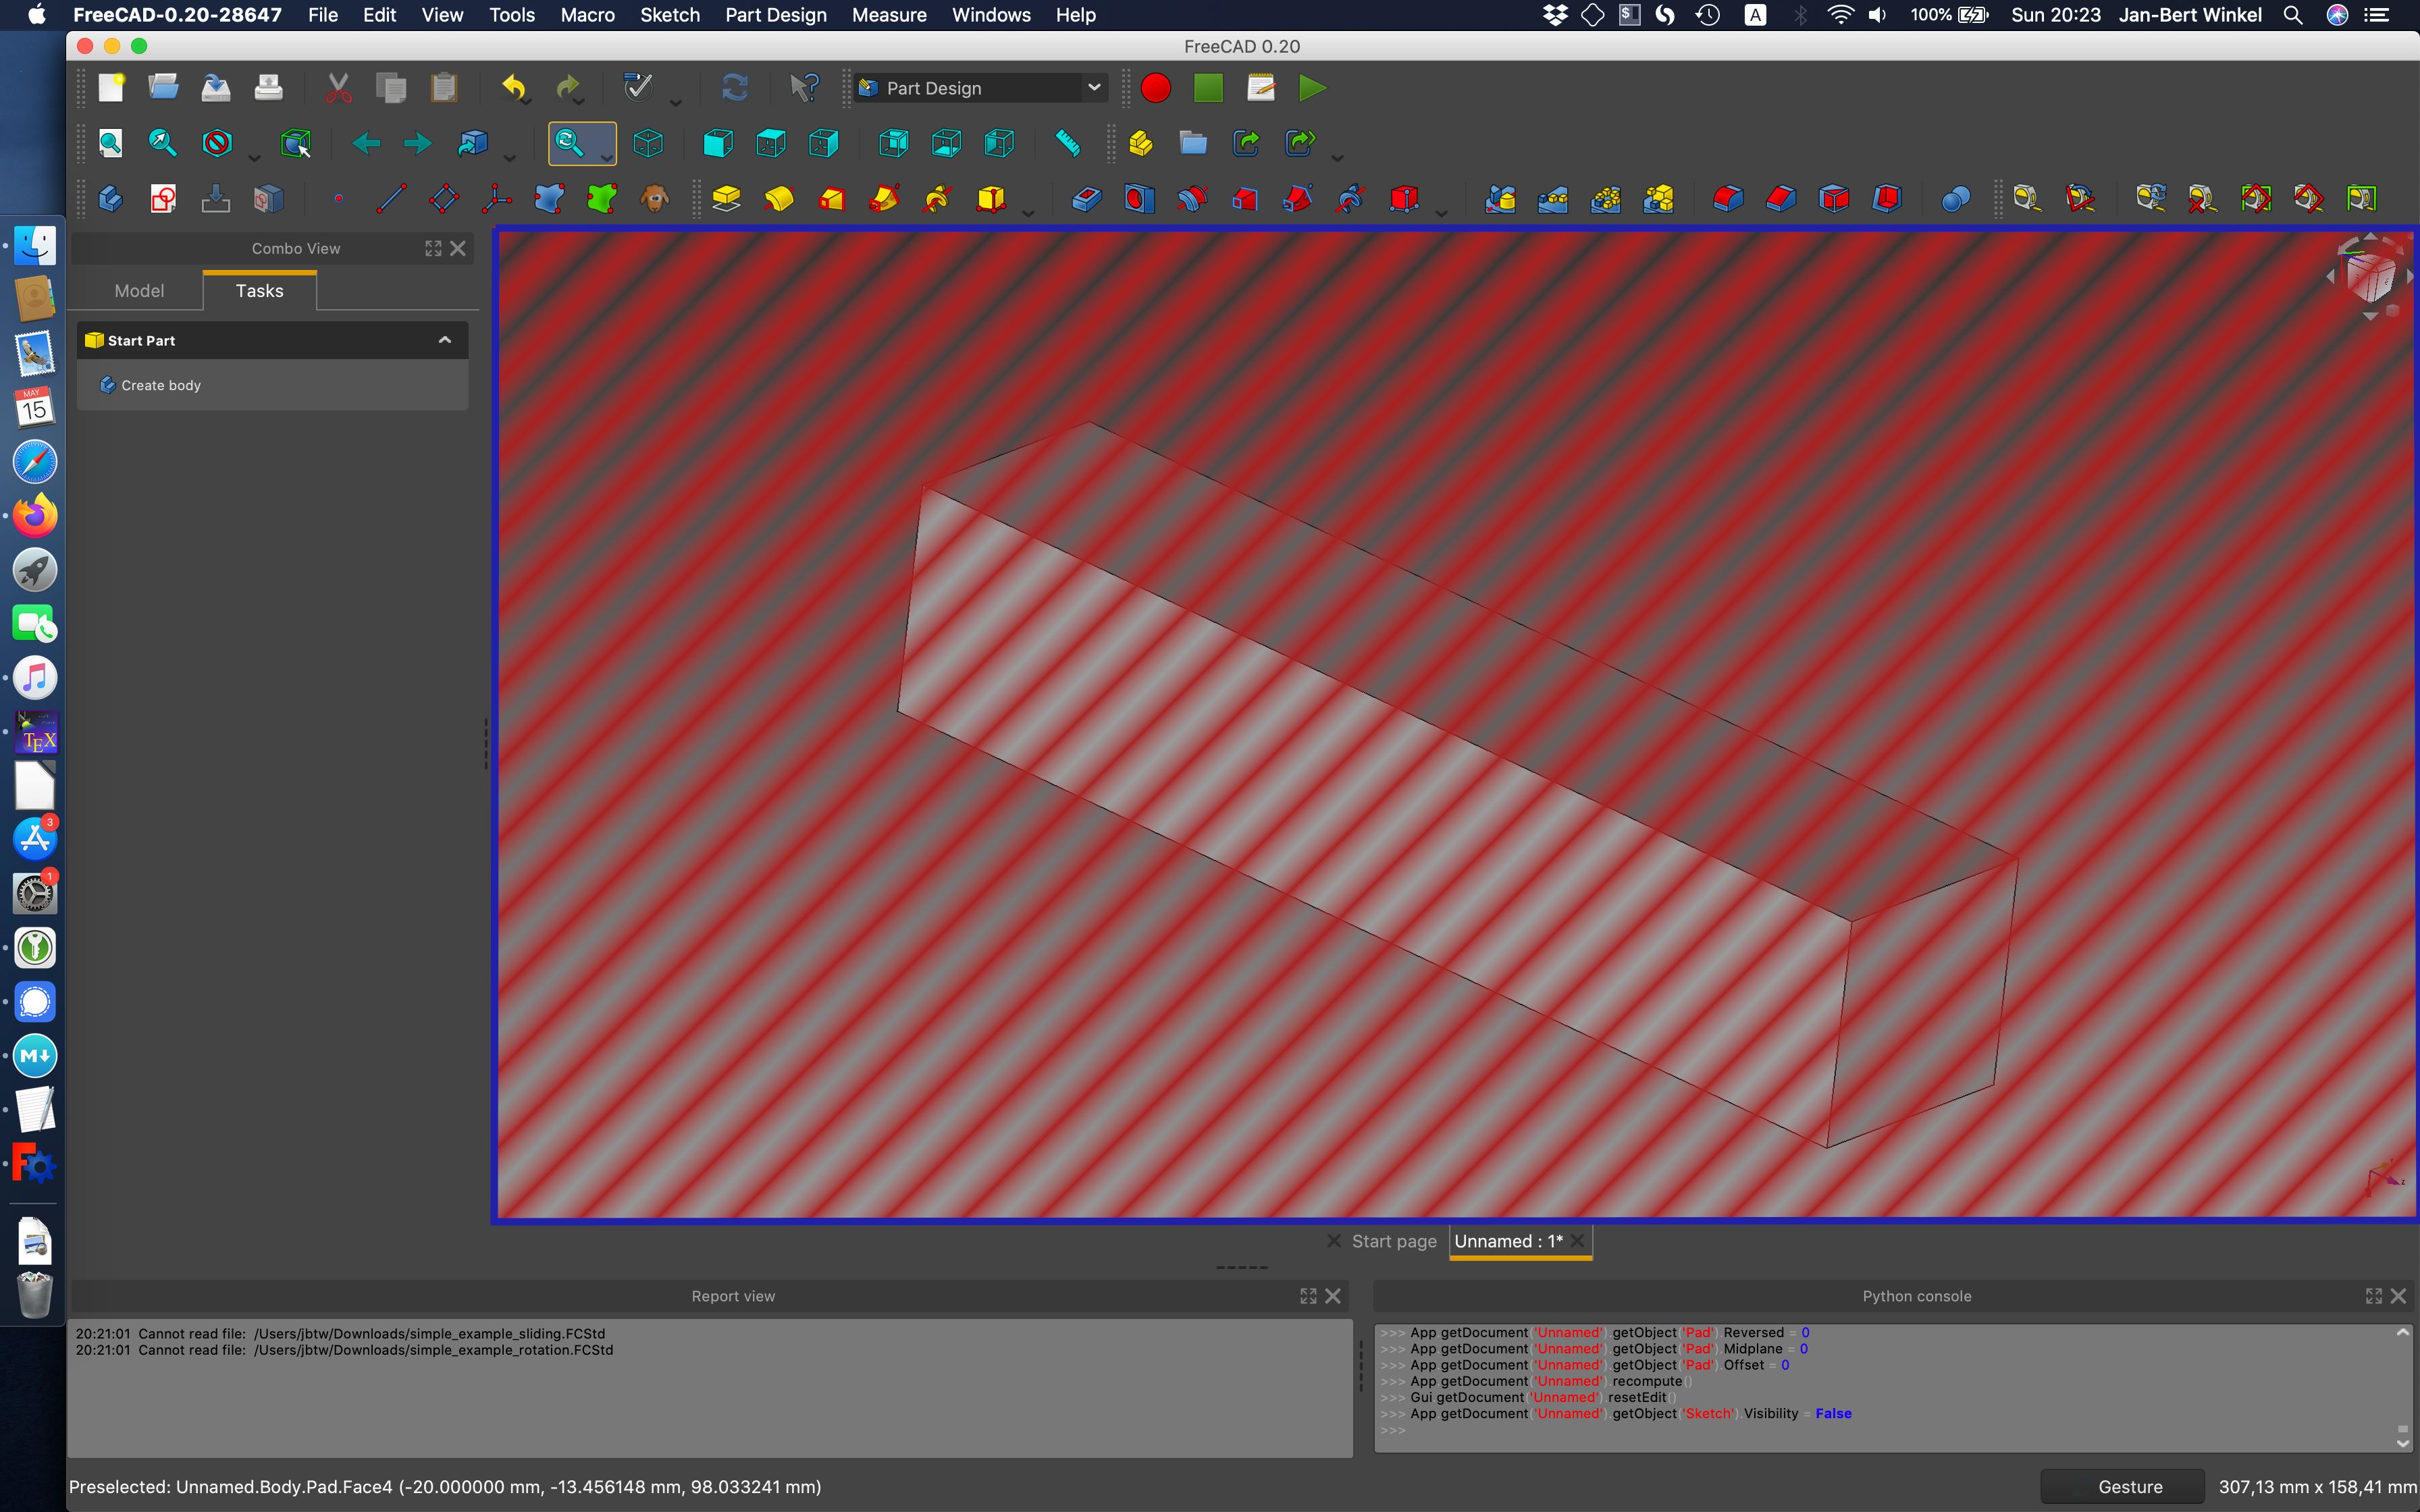 FreeCAD-0.20-28647 File Edit View Tools Macro Sketch Part Design Measure Windows Help
$ A 100% Sun 20:23 Jan-Bert Winkel
FreeCAD 0.20
Part Design
Combo View
Model Tasks
Start Part
Create body
MAY
15
TEX
3
1
M
z
Start page Unnamed : 1*
Report view
20:21:01 Cannot read file: /Users/jbtw/Downloads/simple_example_sliding.FCStd
20:21:01 Cannot read file: /Users/jbtw/Downloads/simple_example_rotation.FCStd
Python console
>>> App.getDocument('Unnamed').getObject('Pad').Reversed = 0
>>> App.getDocument('Unnamed').getObject('Pad').Midplane = 0
>>> App.getDocument('Unnamed').getObject('Pad').Offset = 0
>>> App.getDocument('Unnamed').recompute()
>>> Gui.getDocument('Unnamed').resetEdit()
>>> App.getDocument('Unnamed').getObject('Sketch').Visibility = False
>>>
Preselected: Unnamed.Body.Pad.Face4 (-20.000000 mm, -13.456148 mm, 98.033241 mm)
Gesture 307,13 mm x 158,41 mm